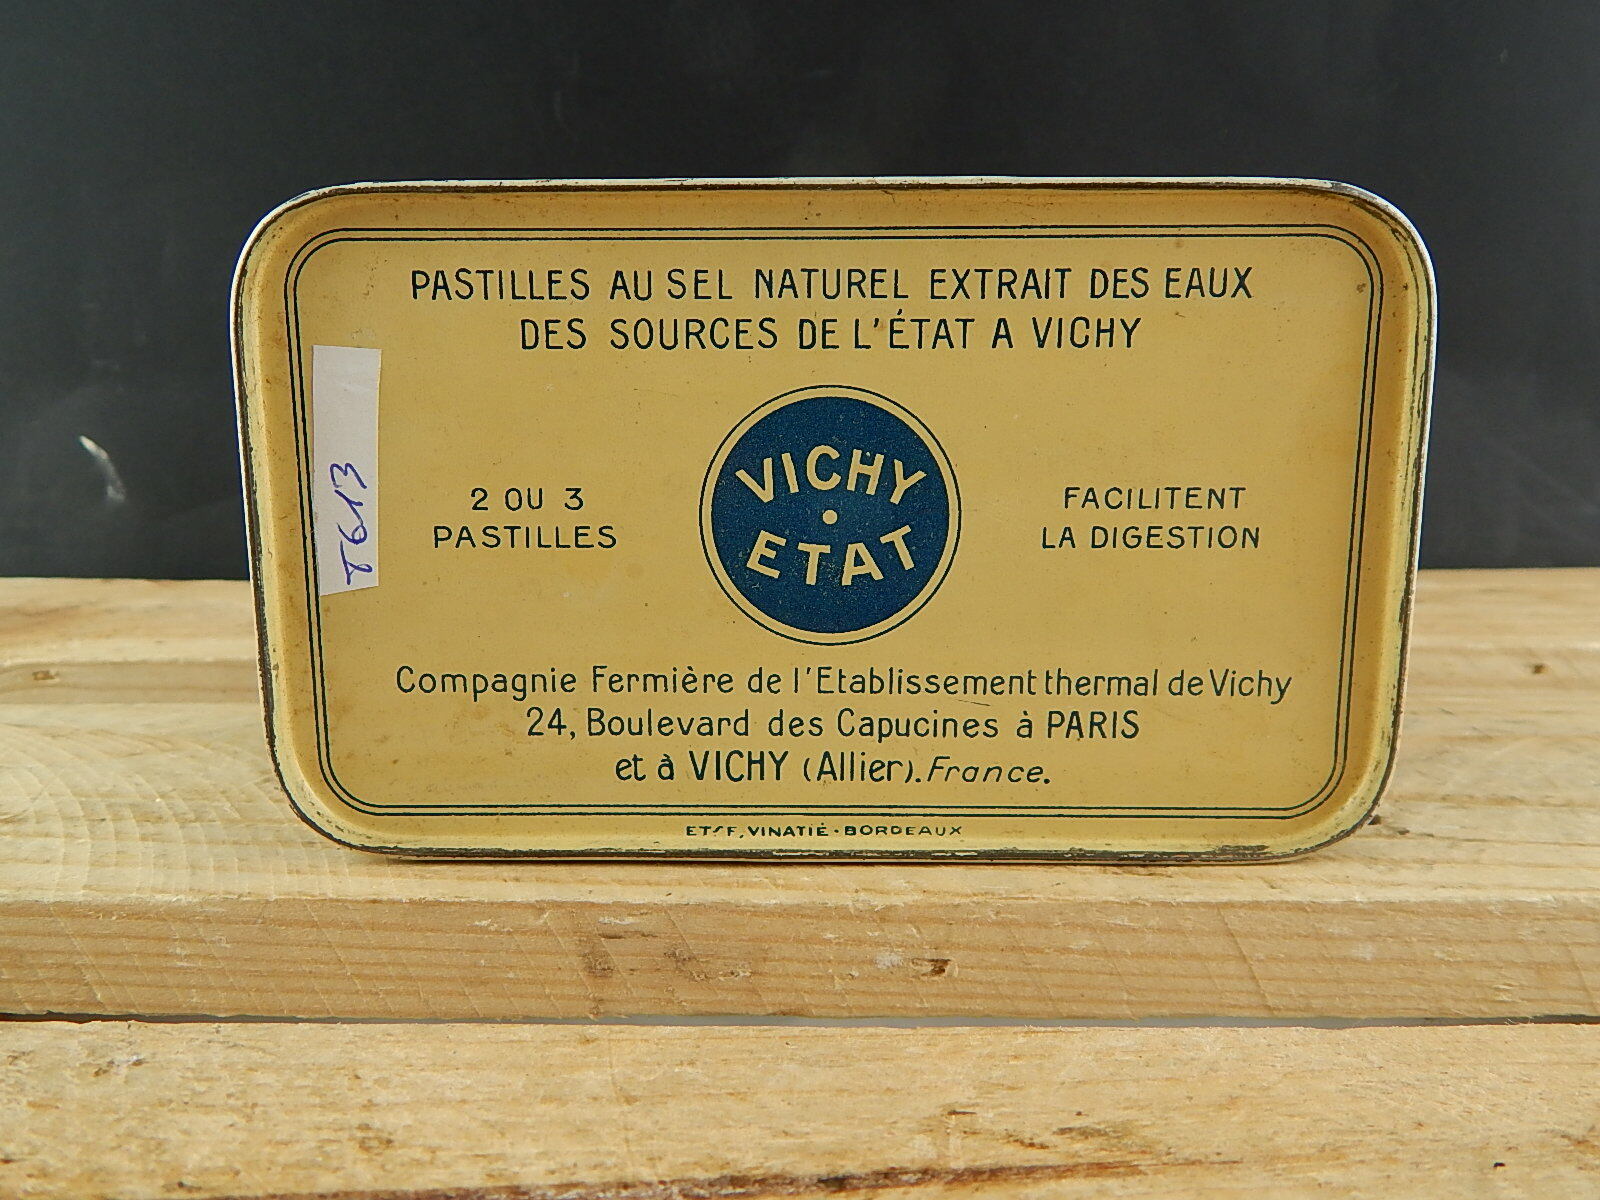 PASTILLES AU SEL NATUREL EXTRAIT DES EAUX
DES SOURCES DE L'ÉTAT A VICHY
2 OU 3
PASTILLES
VICHY
ETAT
FACILITENT
LA DIGESTION
Compagnie Fermière de l'Etablissement thermal de Vichy
24, Boulevard des Capucines à PARIS
et à VICHY (Allier). France.
ETS F. VINATIÉ - BORDEAUX
T613